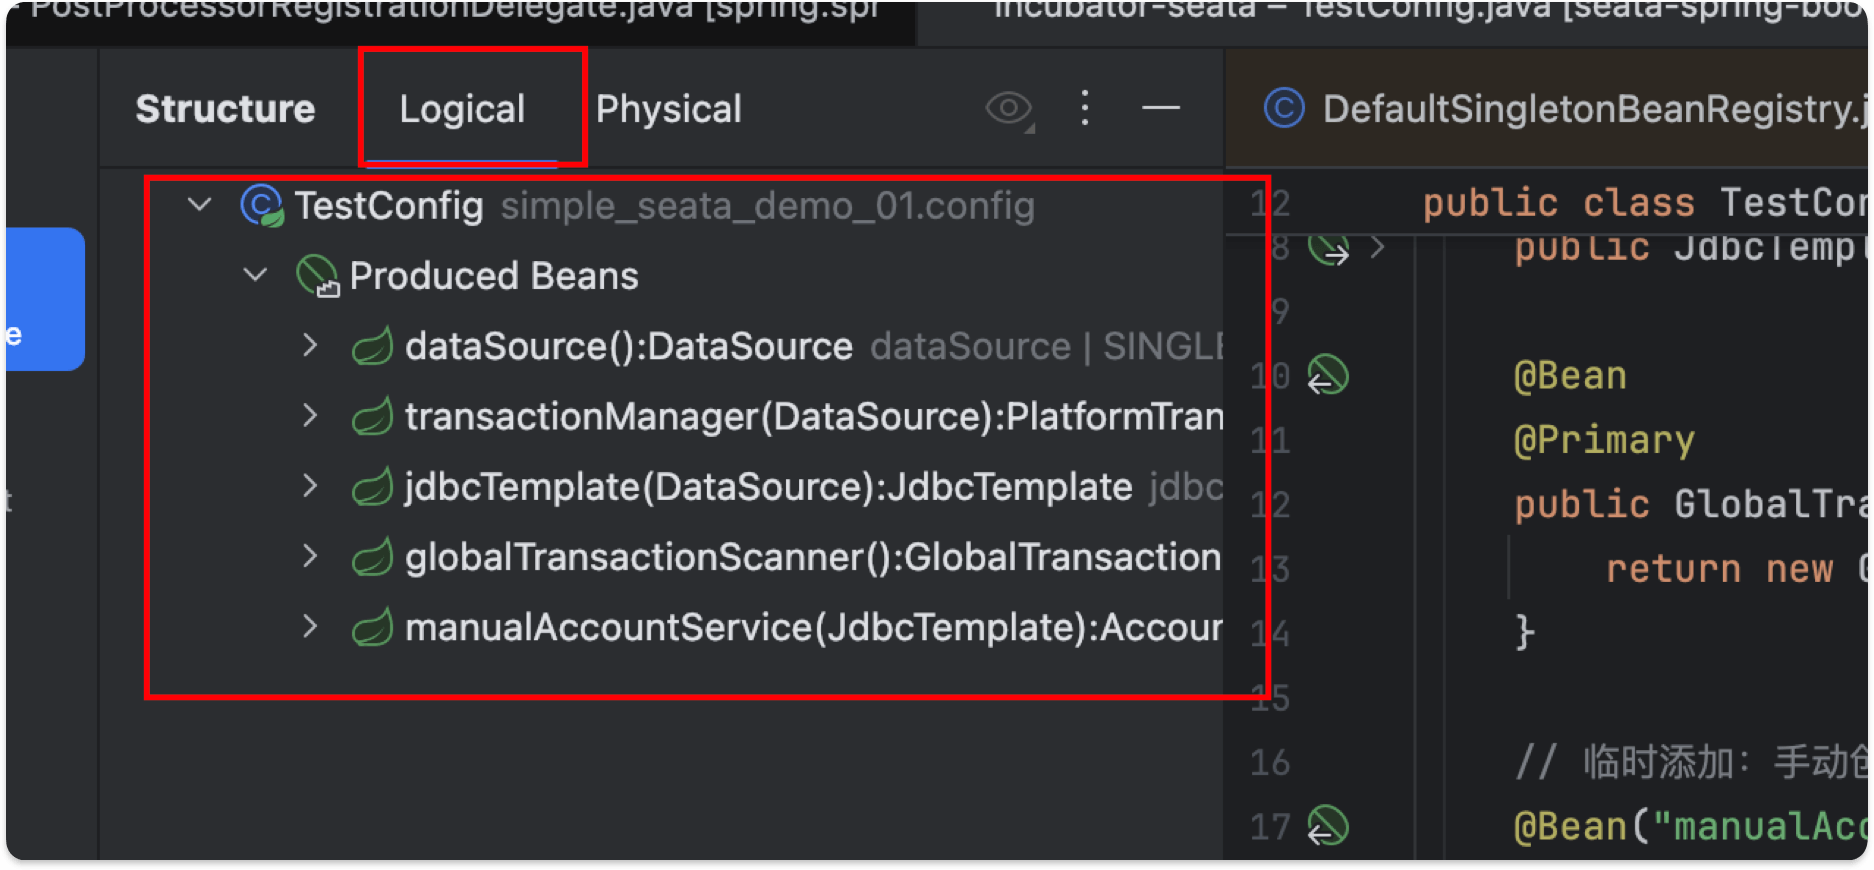 PostProcessorRegistrationDelegate.java [spring.spr
incubator-seata – TestConfig.java [seata-spring-boo
Structure Logical Physical
DefaultSingletonBeanRegistry.j
TestConfig simple_seata_demo_01.config
Produced Beans
dataSource():DataSource dataSource | SINGLE
transactionManager(DataSource):PlatformTran
jdbcTemplate(DataSource):JdbcTemplate jdbc
globalTransactionScanner():GlobalTransaction
manualAccountService(JdbcTemplate):Accour
e
t
12 public class TestCon
8 public JdbcTempl
9
10 @Bean
11 @Primary
12 public GlobalTra
13 return new G
14 }
15
16 // 临时添加：手动创
17 @Bean("manualAcc